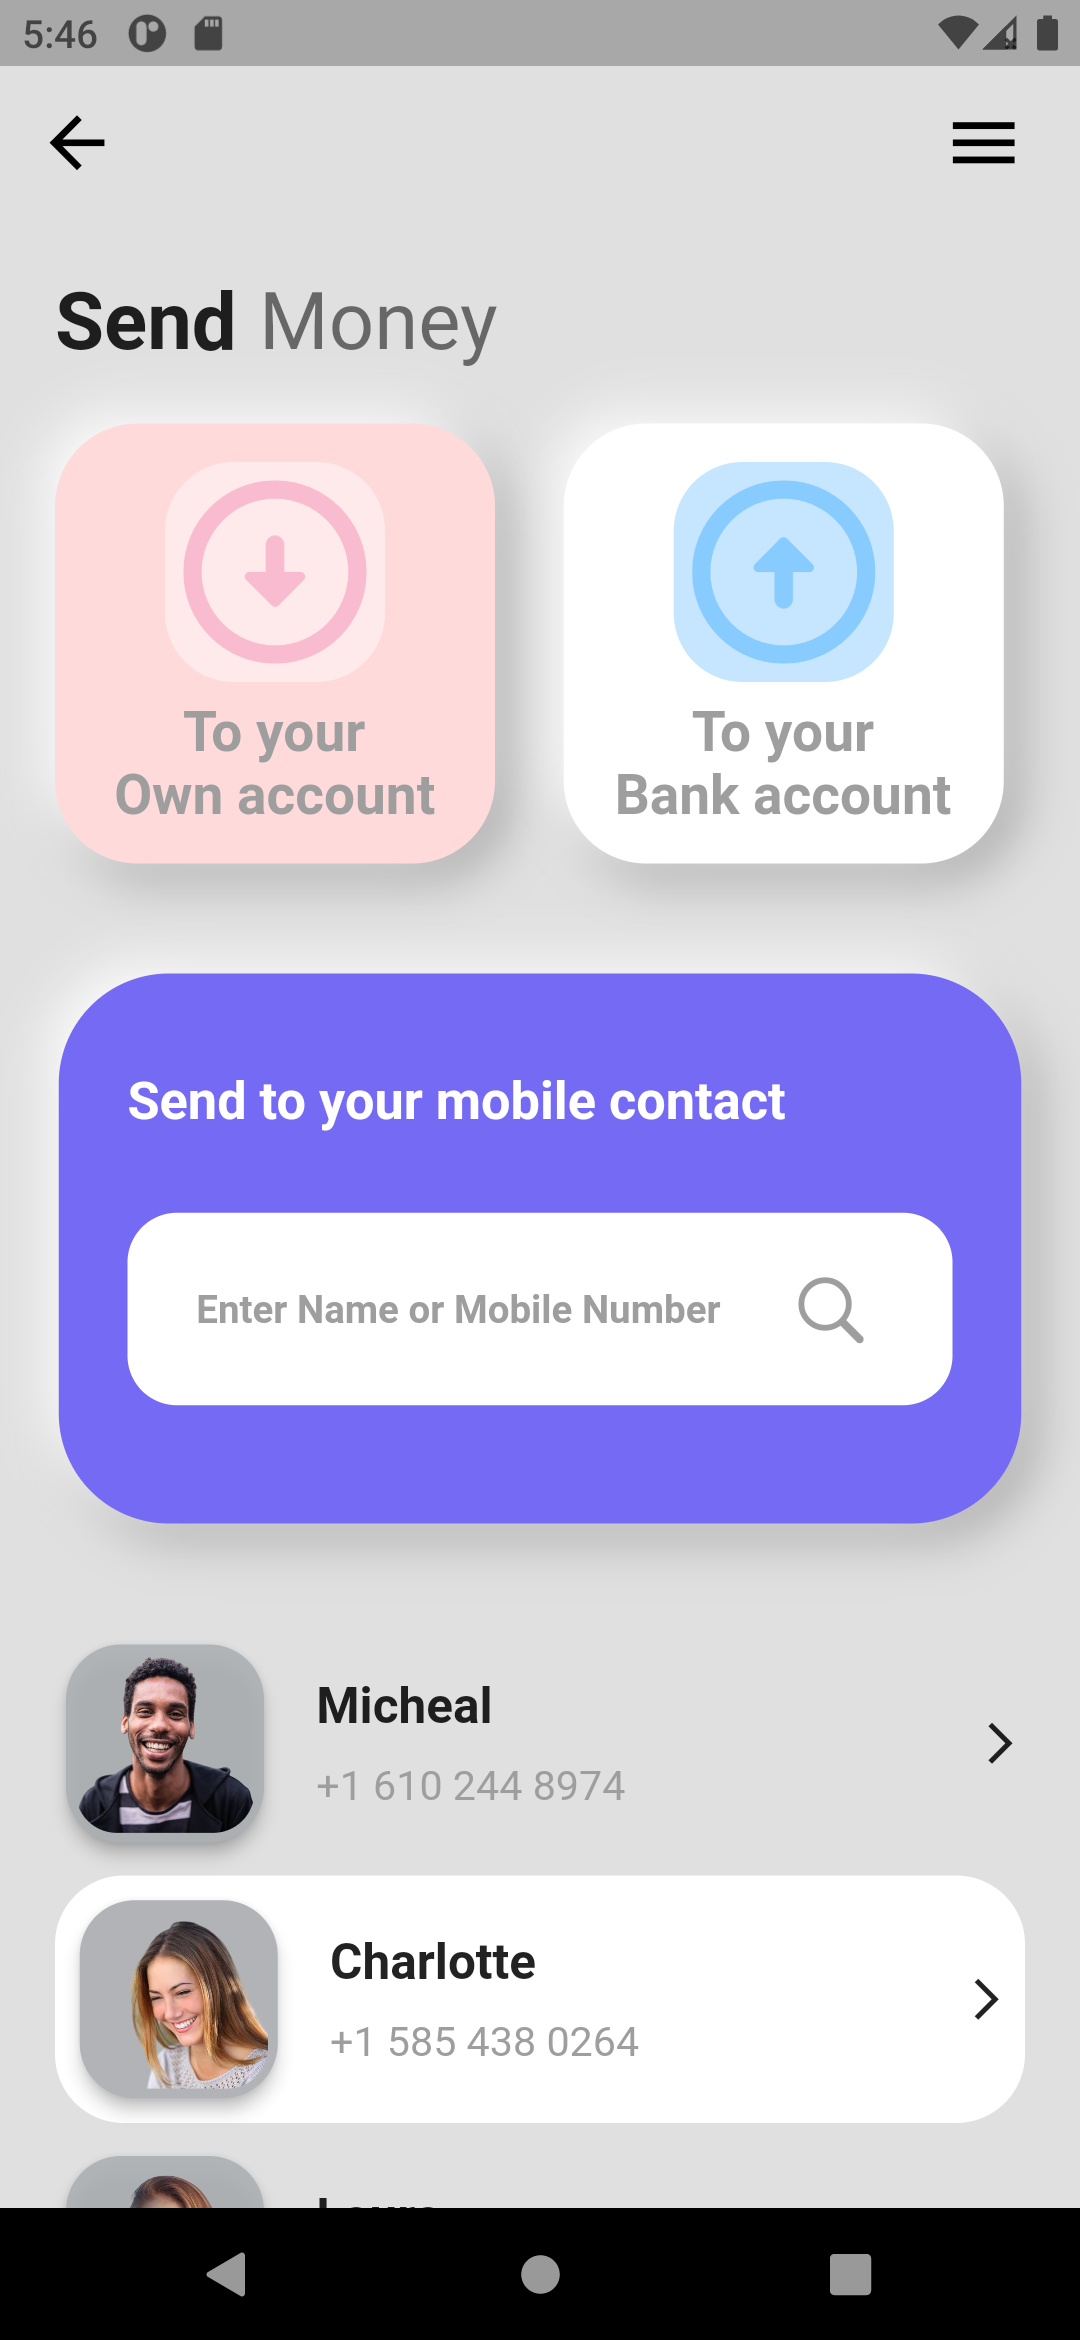 5:46
Send Money
To your
Own account
To your
Bank account
Send to your mobile contact
Enter Name or Mobile Number
Micheal
+1 610 244 8974
Charlotte
+1 585 438 0264